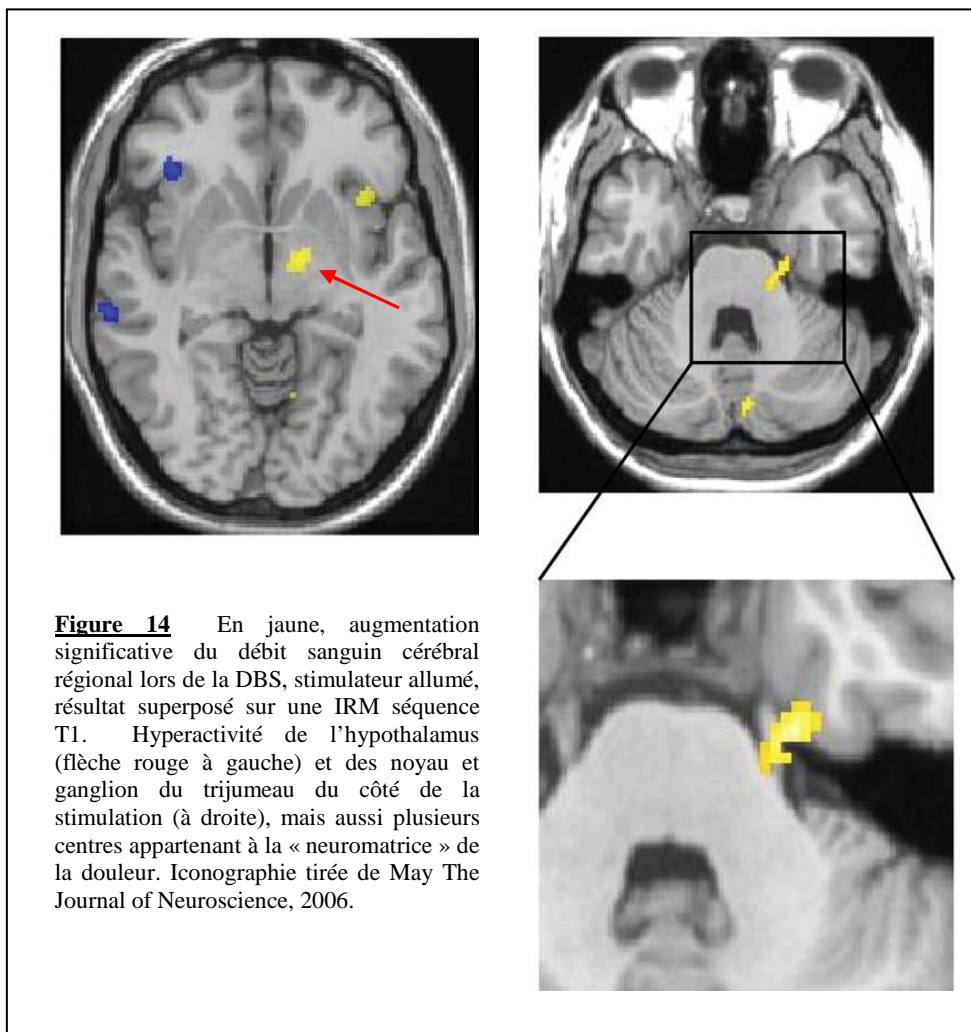 Figure 14 En jaune, augmentation
significative du débit sanguin cérébral
régional lors de la DBS, stimulateur allumé,
résultat superposé sur une IRM séquence
T1. Hyperactivité de l’hypothalamus
(flèche rouge à gauche) et des noyau et
ganglion du trijumeau du côté de la
stimulation (à droite), mais aussi plusieurs
centres appartenant à la « neuromatrice » de
la douleur. Iconographie tirée de May The
Journal of Neuroscience, 2006.